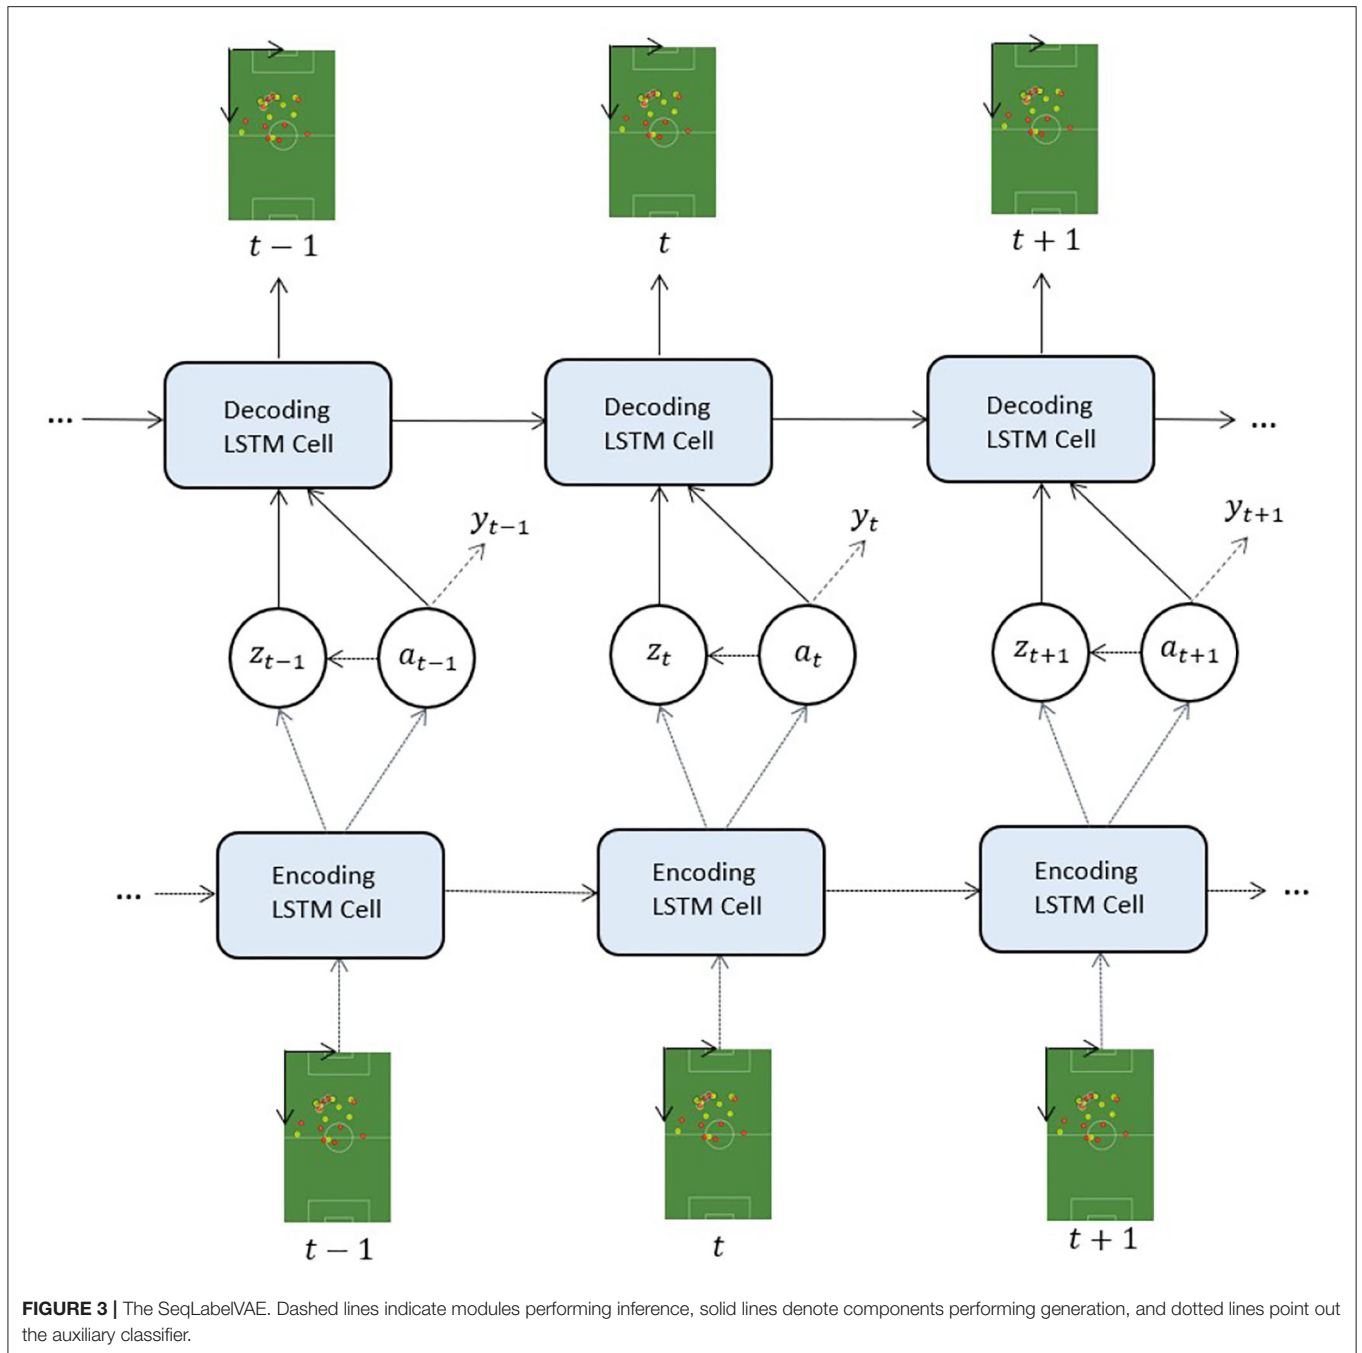 t − 1 t t + 1
... Decoding LSTM Cell Decoding LSTM Cell Decoding LSTM Cell ...
y_{t−1} y_t y_{t+1}
z_{t−1} a_{t−1} z_t a_t z_{t+1} a_{t+1}
... Encoding LSTM Cell Encoding LSTM Cell Encoding LSTM Cell ...
t − 1 t t + 1
FIGURE 3 | The SeqLabelVAE. Dashed lines indicate modules performing inference, solid lines denote components performing generation, and dotted lines point out
the auxiliary classifier.